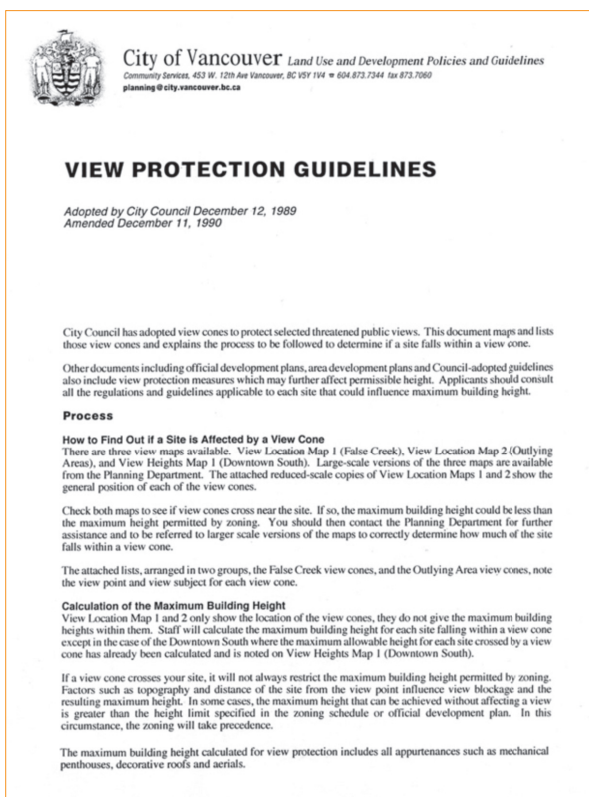 City of Vancouver Land Use and Development Policies and Guidelines
Community Services, 453 W. 12th Ave Vancouver, BC V5Y 1V4 ☎ 604.873.7344 fax 873.7060
planning@city.vancouver.bc.ca
VIEW PROTECTION GUIDELINES
Adopted by City Council December 12, 1989
Amended December 11, 1990
City Council has adopted view cones to protect selected threatened public views. This document maps and lists
those view cones and explains the process to be followed to determine if a site falls within a view cone.
Other documents including official development plans, area development plans and Council-adopted guidelines
also include view protection measures which may further affect permissible height. Applicants should consult
all the regulations and guidelines applicable to each site that could influence maximum building height.
Process
How to Find Out if a Site is Affected by a View Cone
There are three view maps available. View Location Map 1 (False Creek), View Location Map 2 (Outlying
Areas), and View Heights Map 1 (Downtown South). Large-scale versions of the three maps are available
from the Planning Department. The attached reduced-scale copies of View Location Maps 1 and 2 show the
general position of each of the view cones.
Check both maps to see if view cones cross near the site. If so, the maximum building height could be less than
the maximum height permitted by zoning. You should then contact the Planning Department for further
assistance and to be referred to larger scale versions of the maps to correctly determine how much of the site
falls within a view cone.
The attached lists, arranged in two groups, the False Creek view cones, and the Outlying Area view cones, note
the view point and view subject for each view cone.
Calculation of the Maximum Building Height
View Location Map 1 and 2 only show the location of the view cones, they do not give the maximum building
heights within them. Staff will calculate the maximum building height for each site falling within a view cone
except in the case of the Downtown South where the maximum allowable height for each site crossed by a view
cone has already been calculated and is noted on View Heights Map 1 (Downtown South).
If a view cone crosses your site, it will not always restrict the maximum building height permitted by zoning.
Factors such as topography and distance of the site from the view point influence view blockage and the
resulting maximum height. In some cases, the maximum height that can be achieved without affecting a view
is greater than the height limit specified in the zoning schedule or official development plan. In this
circumstance, the zoning will take precedence.
The maximum building height calculated for view protection includes all appurtenances such as mechanical
penthouses, decorative roofs and aerials.